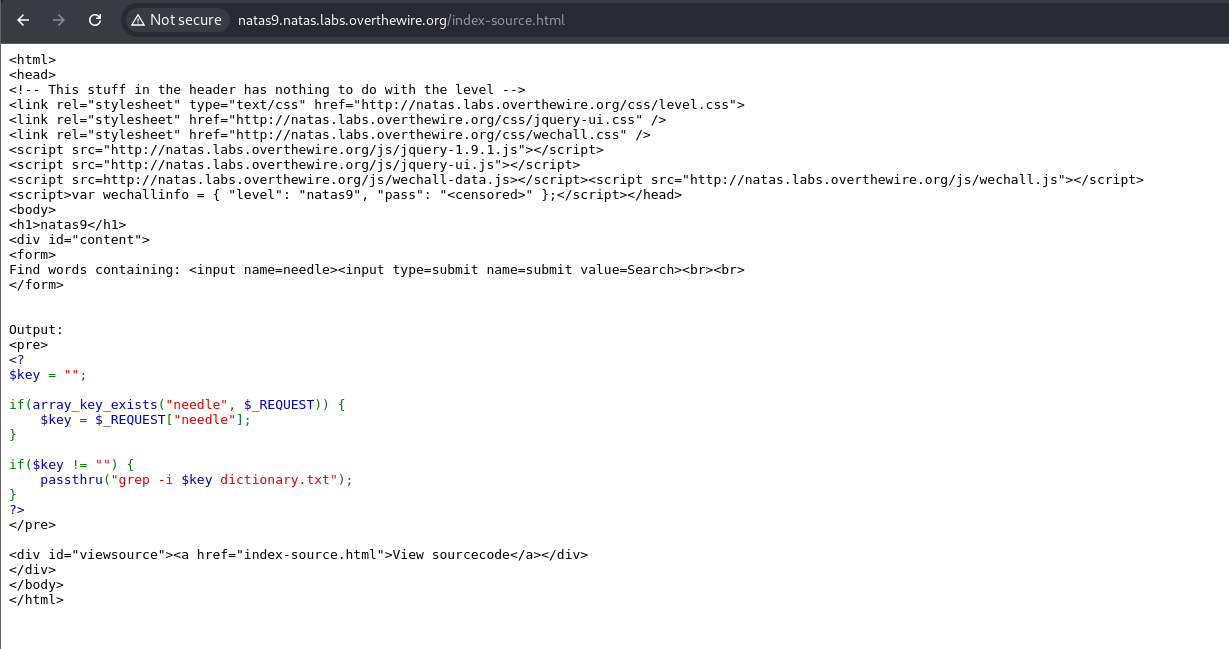 Not secure natas9.natas.labs.overthewire.org/index-source.html
<html>
<head>
<!-- This stuff in the header has nothing to do with the level -->
<link rel="stylesheet" type="text/css" href="http://natas.labs.overthewire.org/css/level.css">
<link rel="stylesheet" href="http://natas.labs.overthewire.org/css/jquery-ui.css" />
<link rel="stylesheet" href="http://natas.labs.overthewire.org/css/wechall.css" />
<script src="http://natas.labs.overthewire.org/js/jquery-1.9.1.js"></script>
<script src="http://natas.labs.overthewire.org/js/jquery-ui.js"></script>
<script src=http://natas.labs.overthewire.org/js/wechall-data.js></script><script src="http://natas.labs.overthewire.org/js/wechall.js"></script>
<script>var wechallinfo = { "level": "natas9", "pass": "<censored>" };</script></head>
<body>
<h1>natas9</h1>
<div id="content">
<form>
Find words containing: <input name=needle><input type=submit name=submit value=Search><br><br>
</form>
Output:
<pre>
<?
$key = "";
if(array_key_exists("needle", $_REQUEST)) {
    $key = $_REQUEST["needle"];
}
if($key != "") {
    passthru("grep -i $key dictionary.txt");
}
?>
</pre>
<div id="viewsource"><a href="index-source.html">View sourcecode</a></div>
</div>
</body>
</html>